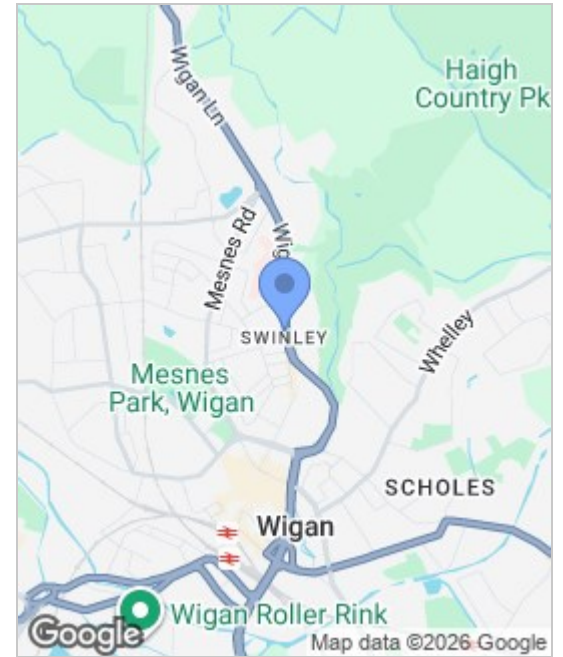 Haigh
Country Pk
Wigan Ln
Mesnes Rd
Wig
SWINLEY
Whelley
Mesnes
Park, Wigan
SCHOLES
Wigan
Wigan Roller Rink
Google
Map data ©2026 Google